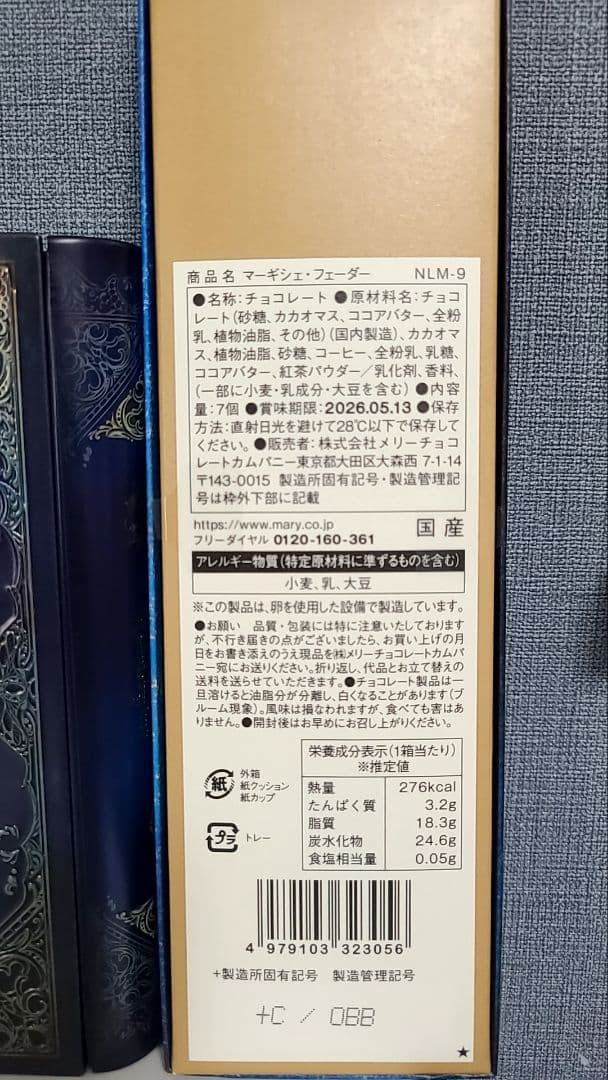 商品名 マーギシェ・フェーダー NLM-9
●名称:チョコレート ●原材料名:チョコ
レート(砂糖、カカオマス、ココアバター、全粉
乳、植物油脂、その他)(国内製造)、カカオマ
ス、植物油脂、砂糖、コーヒー、全粉乳、乳糖、
ココアバター、紅茶パウダー/乳化剤、香料、
(一部に小麦・乳成分・大豆を含む) ●内容
量:7個 ●賞味期限:2026.05.13 ●保存
方法:直射日光を避けて28℃以下で保存して
ください。●販売者:株式会社メリーチョコ
レートカムパニー東京都大田区大森西 7-1-14
〒143-0015 製造所固有記号・製造管理記
号は枠外下部に記載
https://www.mary.co.jp
フリーダイヤル 0120-160-361
国産
アレルギー物質(特定原材料に準ずるものを含む)
小麦、乳、大豆
※この製品は、卵を使用した設備で製造しています。
●お願い 品質・包装には特に注意いたしております
が、不行き届きの点がございましたら、お買い上げの月
日をお書き添えのうえ現品を㈱メリーチョコレートカムパ
ニー宛にお送りください。折り返し、代品とお立て替えの
送料を送らせていただきます。●チョコレート製品は一
旦溶けると油脂分が分離し、白くなることがあります(ブ
ルーム現象)。風味は損なわれますが、食べても害はあ
りません。●開封後はお早めにお召し上がりください。
紙
外箱
紙クッション
紙カップ
プラ
トレー
栄養成分表示(1箱当たり)
※推定値
熱量 276kcal
たんぱく質 3.2g
脂質 18.3g
炭水化物 24.6g
食塩相当量 0.05g
4 979103 323056
+製造所固有記号 製造管理記号
+C / OBB
★